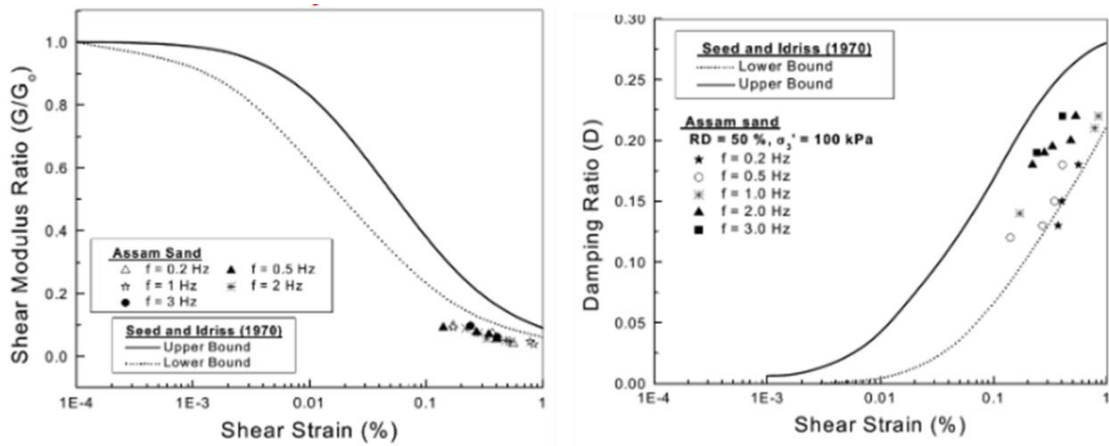 Shear Modulus Ratio (G/G₀)
1.0
0.8
0.6
0.4
0.2
0.0
Assam Sand
△ f = 0.2 Hz ▲ f = 0.5 Hz
☆ f = 1 Hz ✳ f = 2 Hz
● f = 3 Hz
Seed and Idriss (1970)
Upper Bound
Lower Bound
1E-4 1E-3 0.01 0.1 1
Shear Strain (%)
Damping Ratio (D)
0.30
0.25
0.20
0.15
0.10
0.05
0.00
Seed and Idriss (1970)
Lower Bound
Upper Bound
Assam sand
RD = 50 %, σ₃' = 100 kPa
★ f = 0.2 Hz
○ f = 0.5 Hz
✳ f = 1.0 Hz
▲ f = 2.0 Hz
■ f = 3.0 Hz
1E-4 1E-3 0.01 0.1 1
Shear Strain (%)